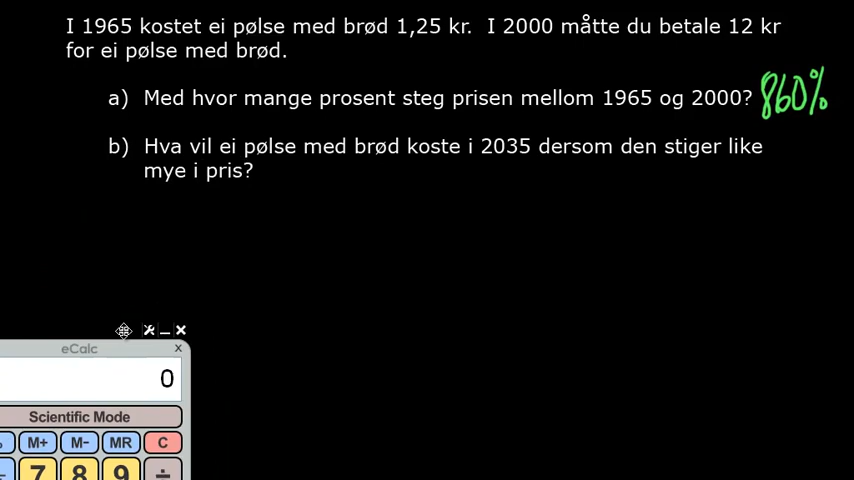 I 1965 kostet ei pølse med brød 1,25 kr. I 2000 måtte du betale 12 kr
for ei pølse med brød.
a) Med hvor mange prosent steg prisen mellom 1965 og 2000? 860%
b) Hva vil ei pølse med brød koste i 2035 dersom den stiger like
mye i pris?
eCalc x
0
Scientific Mode
% M+ M- MR C
7 8 9 ÷